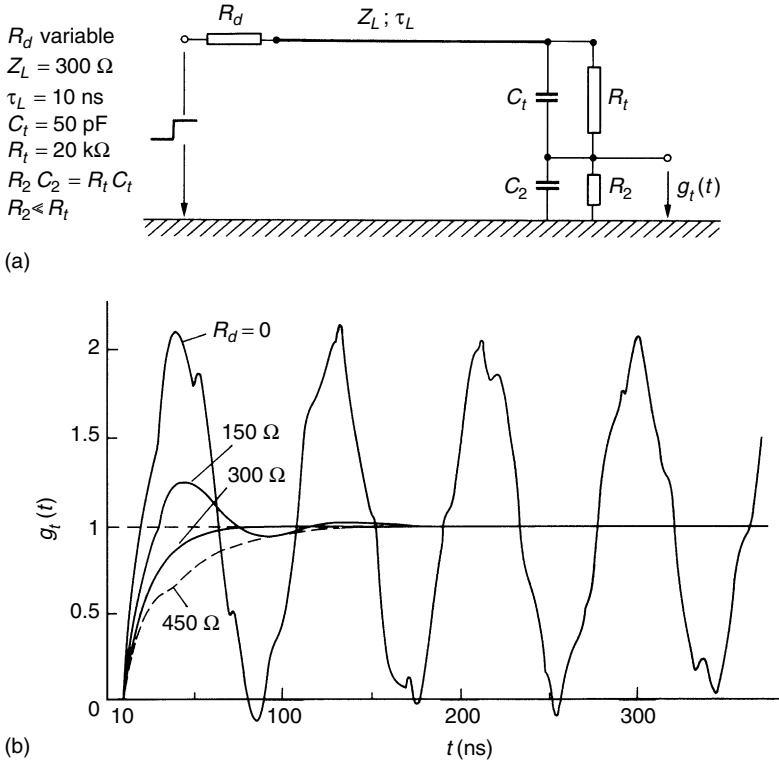 R_d
Z_L ; τ_L
R_d variable
Z_L = 300 Ω
τ_L = 10 ns
C_t = 50 pF
R_t = 20 kΩ
R_2 C_2 = R_t C_t
R_2 ≪ R_t
C_t
R_t
C_2
R_2
g_t(t)
(a)
2
1.5
1
0.5
0
g_t(t)
R_d = 0
150 Ω
300 Ω
450 Ω
10
100
200
300
t (ns)
(b)